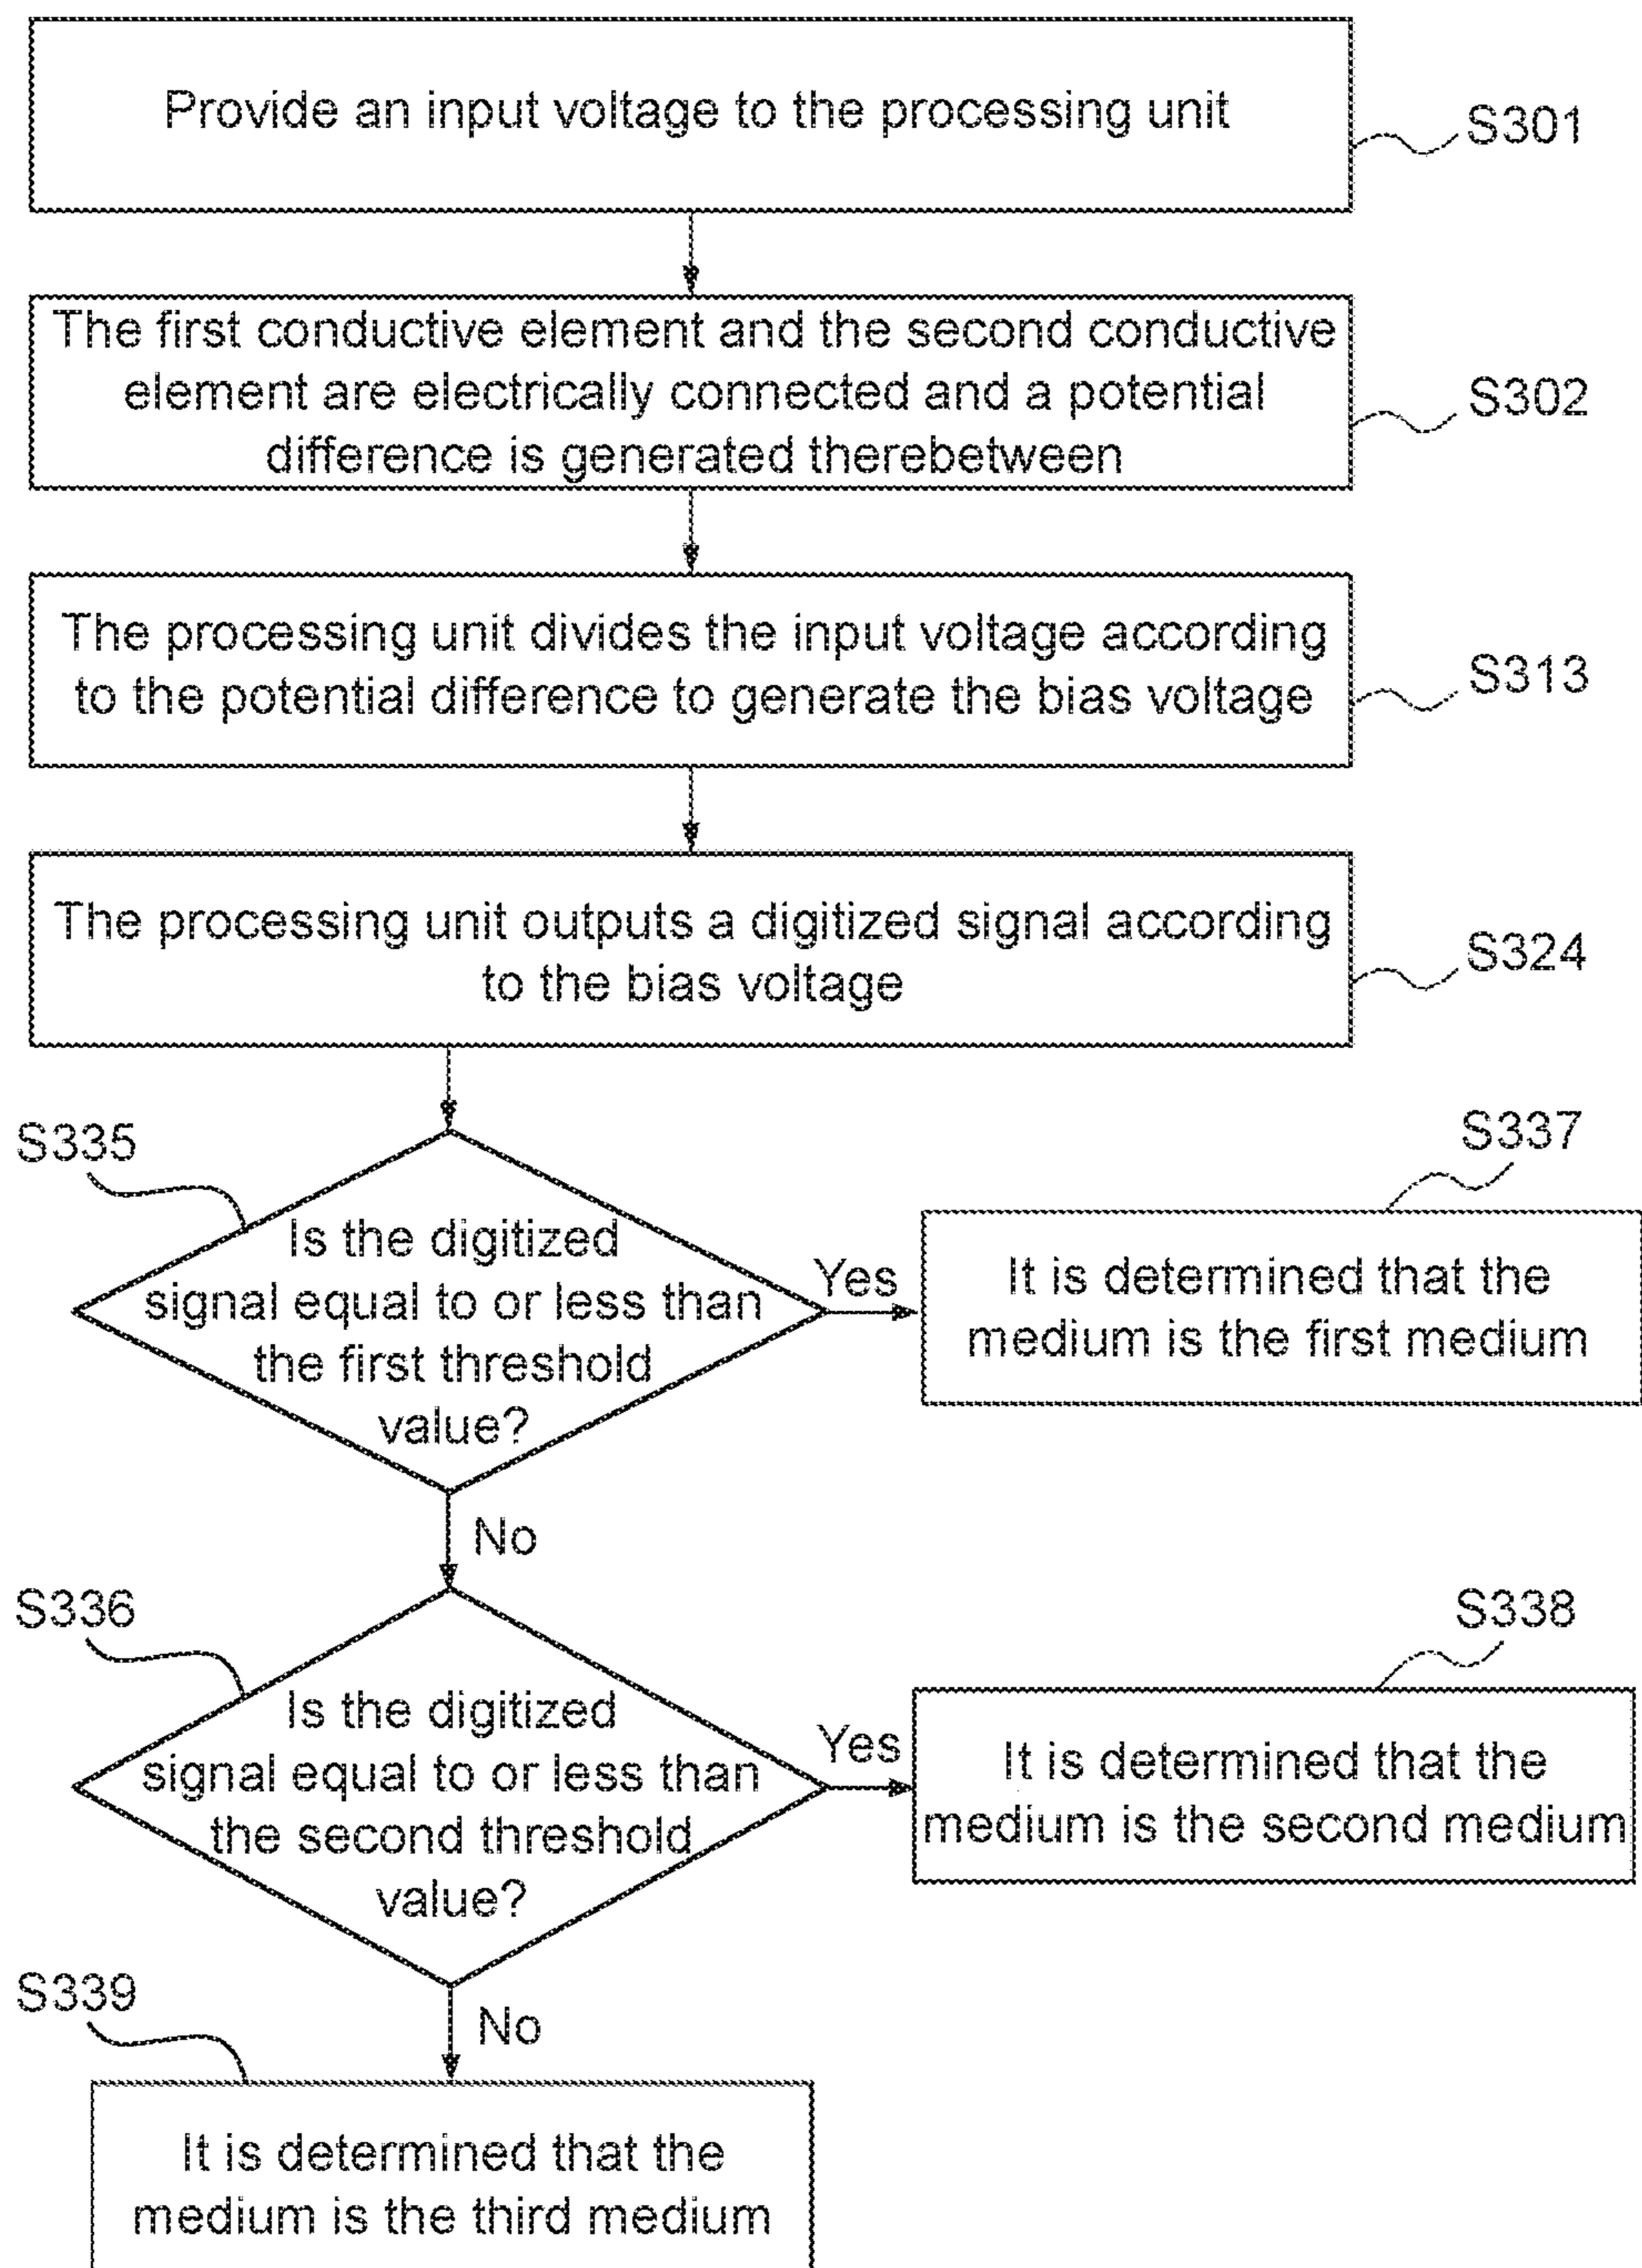 Provide an input voltage to the processing unit
S301
The first conductive element and the second conductive
element are electrically connected and a potential
difference is generated therebetween
S302
The processing unit divides the input voltage according
to the potential difference to generate the bias voltage
S313
The processing unit outputs a digitized signal according
to the bias voltage
S324
S335
Is the digitized
signal equal to or less than
the first threshold
value?
Yes
S337
It is determined that the
medium is the first medium
No
S336
Is the digitized
signal equal to or less than
the second threshold
value?
Yes
S338
It is determined that the
medium is the second medium
No
S339
It is determined that the
medium is the third medium